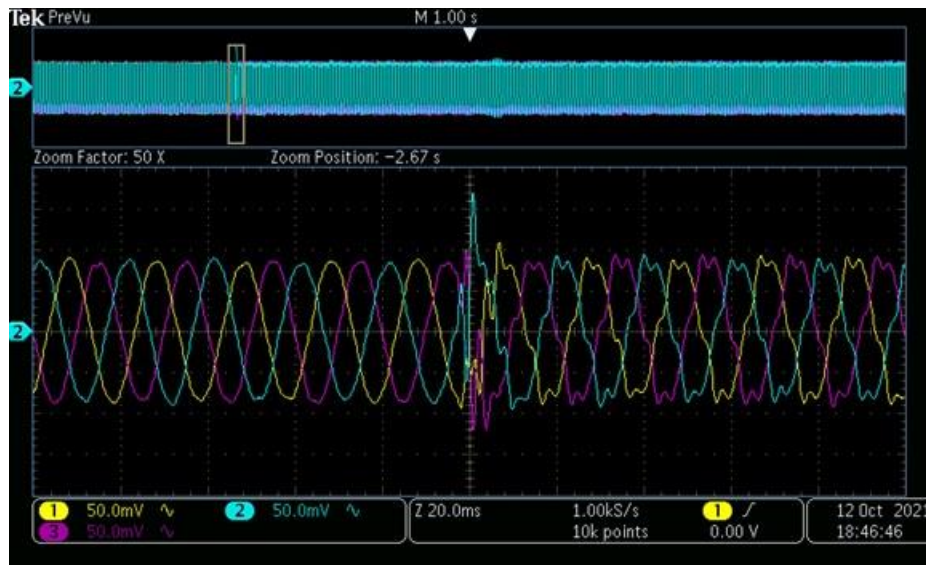 Tek PreVu M 1.00 s
2
Zoom Factor: 50 X Zoom Position: −2.67 s
2
1 50.0mV 2 50.0mV Z 20.0ms 1.00kS/s 1 12 Oct 2021
3 50.0mV 10k points 0.00 V 18:46:46